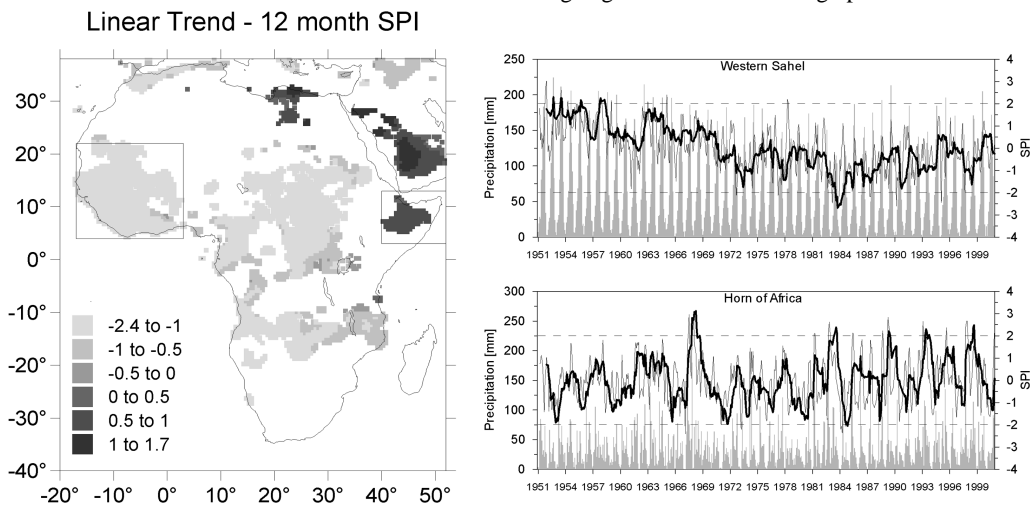 Linear Trend - 12 month SPI
30°
20°
10°
0°
-10°
-20°
-30°
-40°
-20° -10° 0° 10° 20° 30° 40° 50°
-2.4 to -1
-1 to -0.5
-0.5 to 0
0 to 0.5
0.5 to 1
1 to 1.7
Western Sahel
Precipitation [mm]
250
200
150
100
50
0
4
3
2
1
0
-1
-2
-3
-4
SPI
1951 1954 1957 1960 1963 1966 1969 1972 1975 1978 1981 1984 1987 1990 1993 1996 1999
Horn of Africa
Precipitation [mm]
300
250
200
150
100
50
0
4
3
2
1
0
-1
-2
-3
-4
SPI
1951 1954 1957 1960 1963 1966 1969 1972 1975 1978 1981 1984 1987 1990 1993 1996 1999